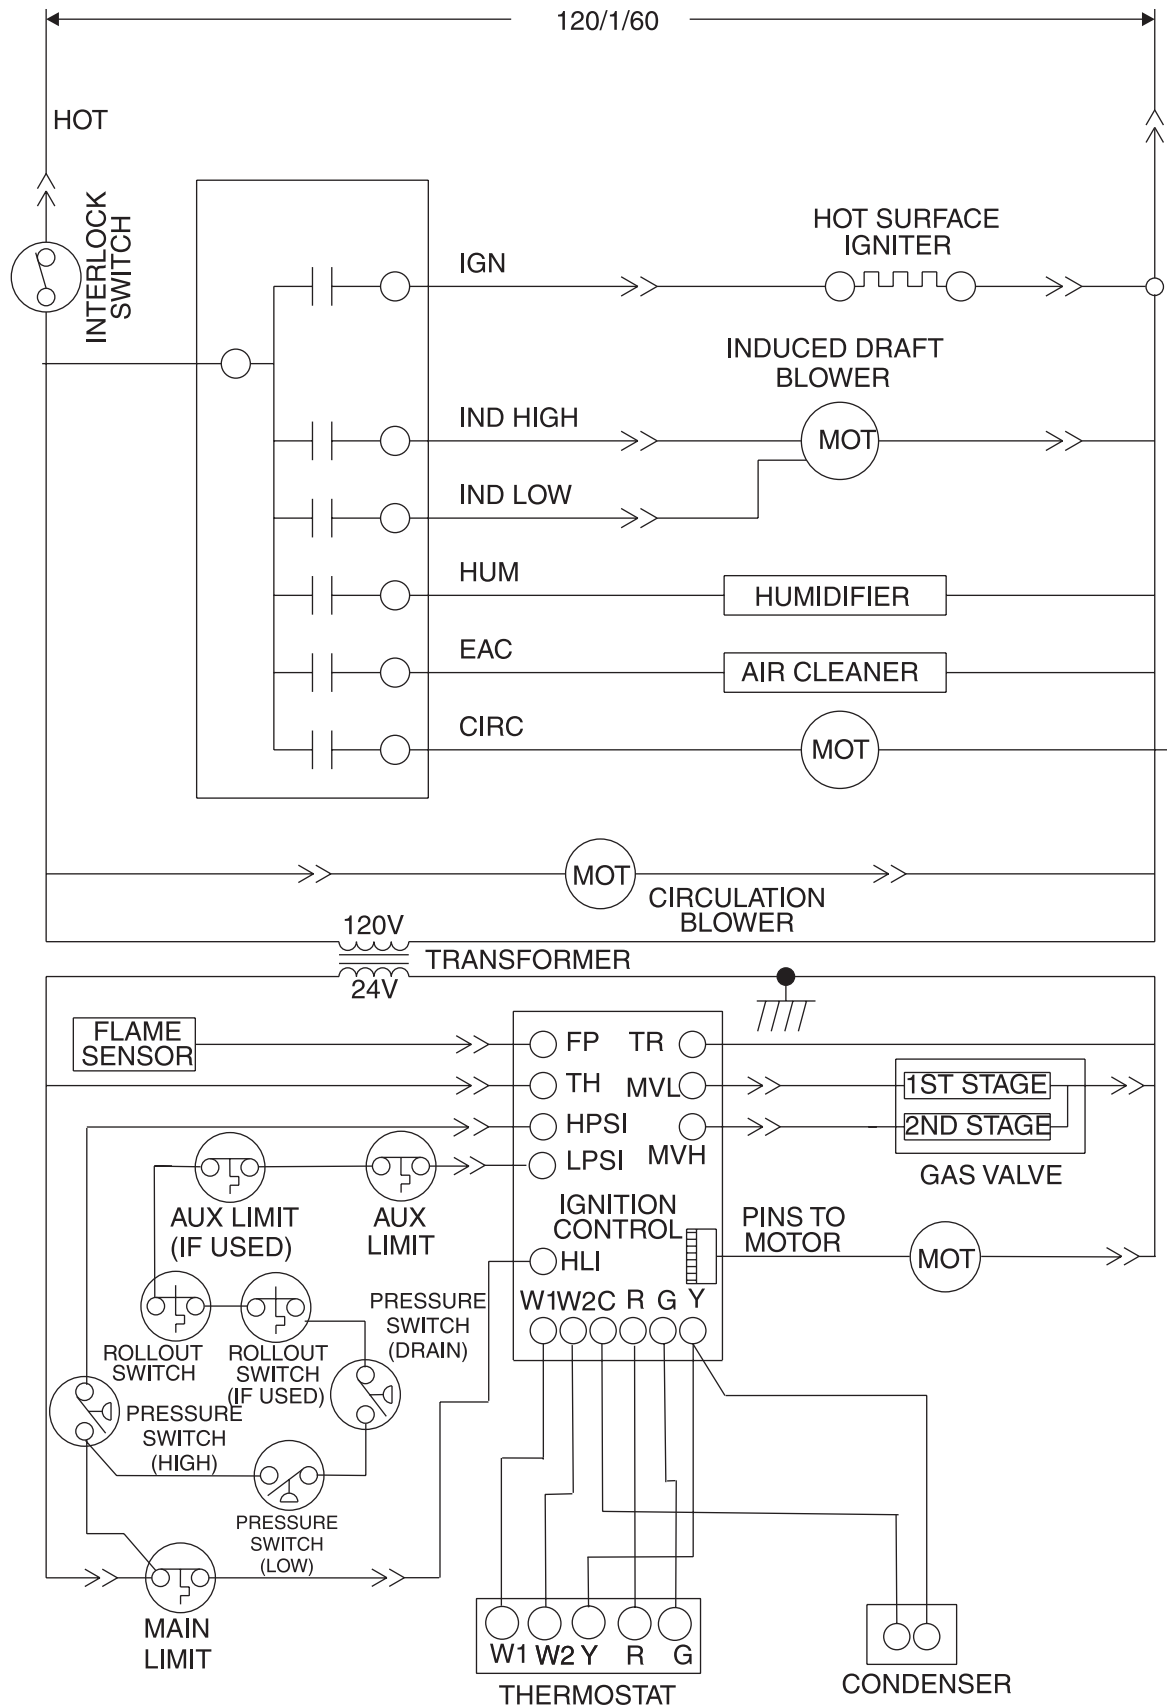 120/1/60
HOT
INTERLOCK
SWITCH
HOT SURFACE
IGNITER
IGN
INDUCED DRAFT
BLOWER
IND HIGH
MOT
IND LOW
HUM
HUMIDIFIER
EAC
AIR CLEANER
CIRC
MOT
MOT
CIRCULATION
BLOWER
120V
TRANSFORMER
24V
FLAME
SENSOR
FP
TR
TH
MVL
1ST STAGE
HPSI
MVH
2ND STAGE
LPSI
GAS VALVE
AUX LIMIT
(IF USED)
AUX
LIMIT
IGNITION
CONTROL
PINS TO
MOTOR
MOT
HLI
W1 W2 C R G Y
PRESSURE
SWITCH
(DRAIN)
ROLLOUT
SWITCH
ROLLOUT
SWITCH
(IF USED)
PRESSURE
SWITCH
(HIGH)
PRESSURE
SWITCH
(LOW)
MAIN
LIMIT
W1 W2 Y R G
THERMOSTAT
CONDENSER